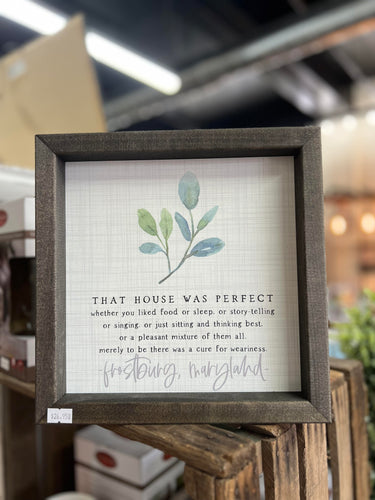 THAT HOUSE WAS PERFECT
whether you liked food or sleep, or story-telling
or singing, or just sitting and thinking best,
or a pleasant mixture of them all.
merely to be there was a cure for weariness.
-frostburg, maryland-